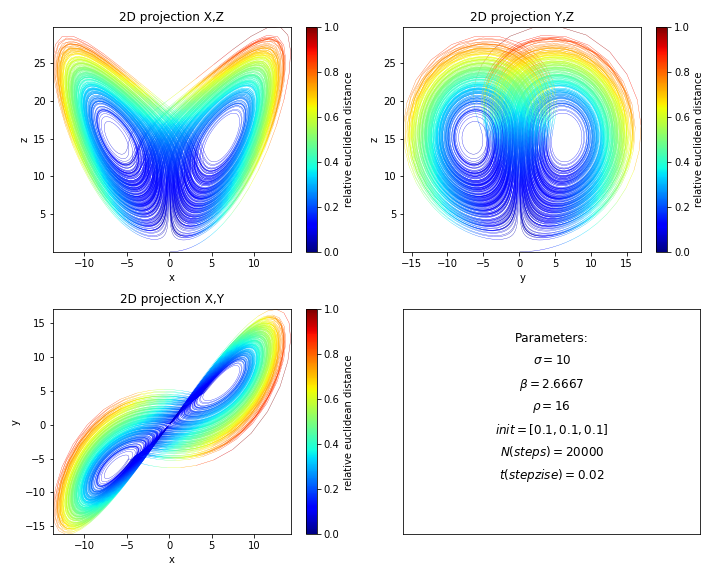 2D projection X,Z
25
20
15
10
5
z
−10
−5
0
5
10
x
1.0
0.8
0.6
0.4
0.2
0.0
relative euclidean distance
2D projection Y,Z
25
20
15
10
5
z
−15
−10
−5
0
5
10
15
y
1.0
0.8
0.6
0.4
0.2
0.0
relative euclidean distance
2D projection X,Y
15
10
5
0
−5
−10
−15
y
−10
−5
0
5
10
x
1.0
0.8
0.6
0.4
0.2
0.0
relative euclidean distance
Parameters:
σ = 10
β = 2.6667
ρ = 16
init = [0.1, 0.1, 0.1]
N(steps) = 20000
t(stepzise) = 0.02